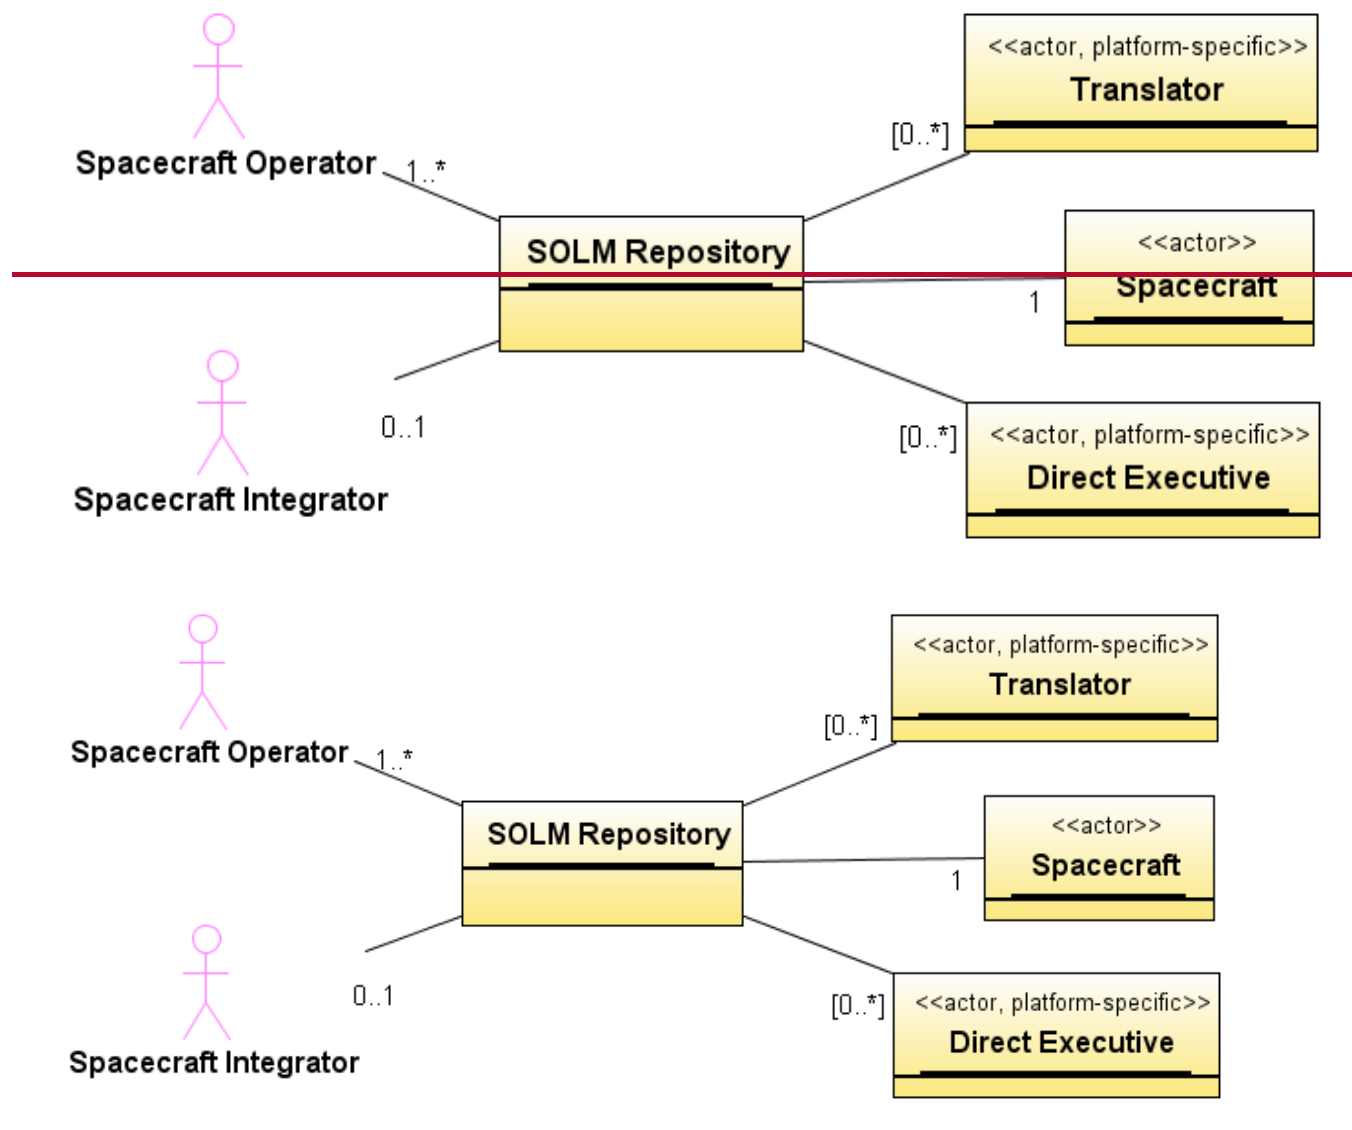 <<actor, platform-specific>>
Translator
[0..*]
Spacecraft Operator
1..*
<<actor>>
SOLM Repository
Spacecraft
1
0..1
[0..*]
<<actor, platform-specific>>
Direct Executive
Spacecraft Integrator
<<actor, platform-specific>>
Translator
[0..*]
Spacecraft Operator
1..*
<<actor>>
SOLM Repository
Spacecraft
1
0..1
[0..*]
<<actor, platform-specific>>
Direct Executive
Spacecraft Integrator